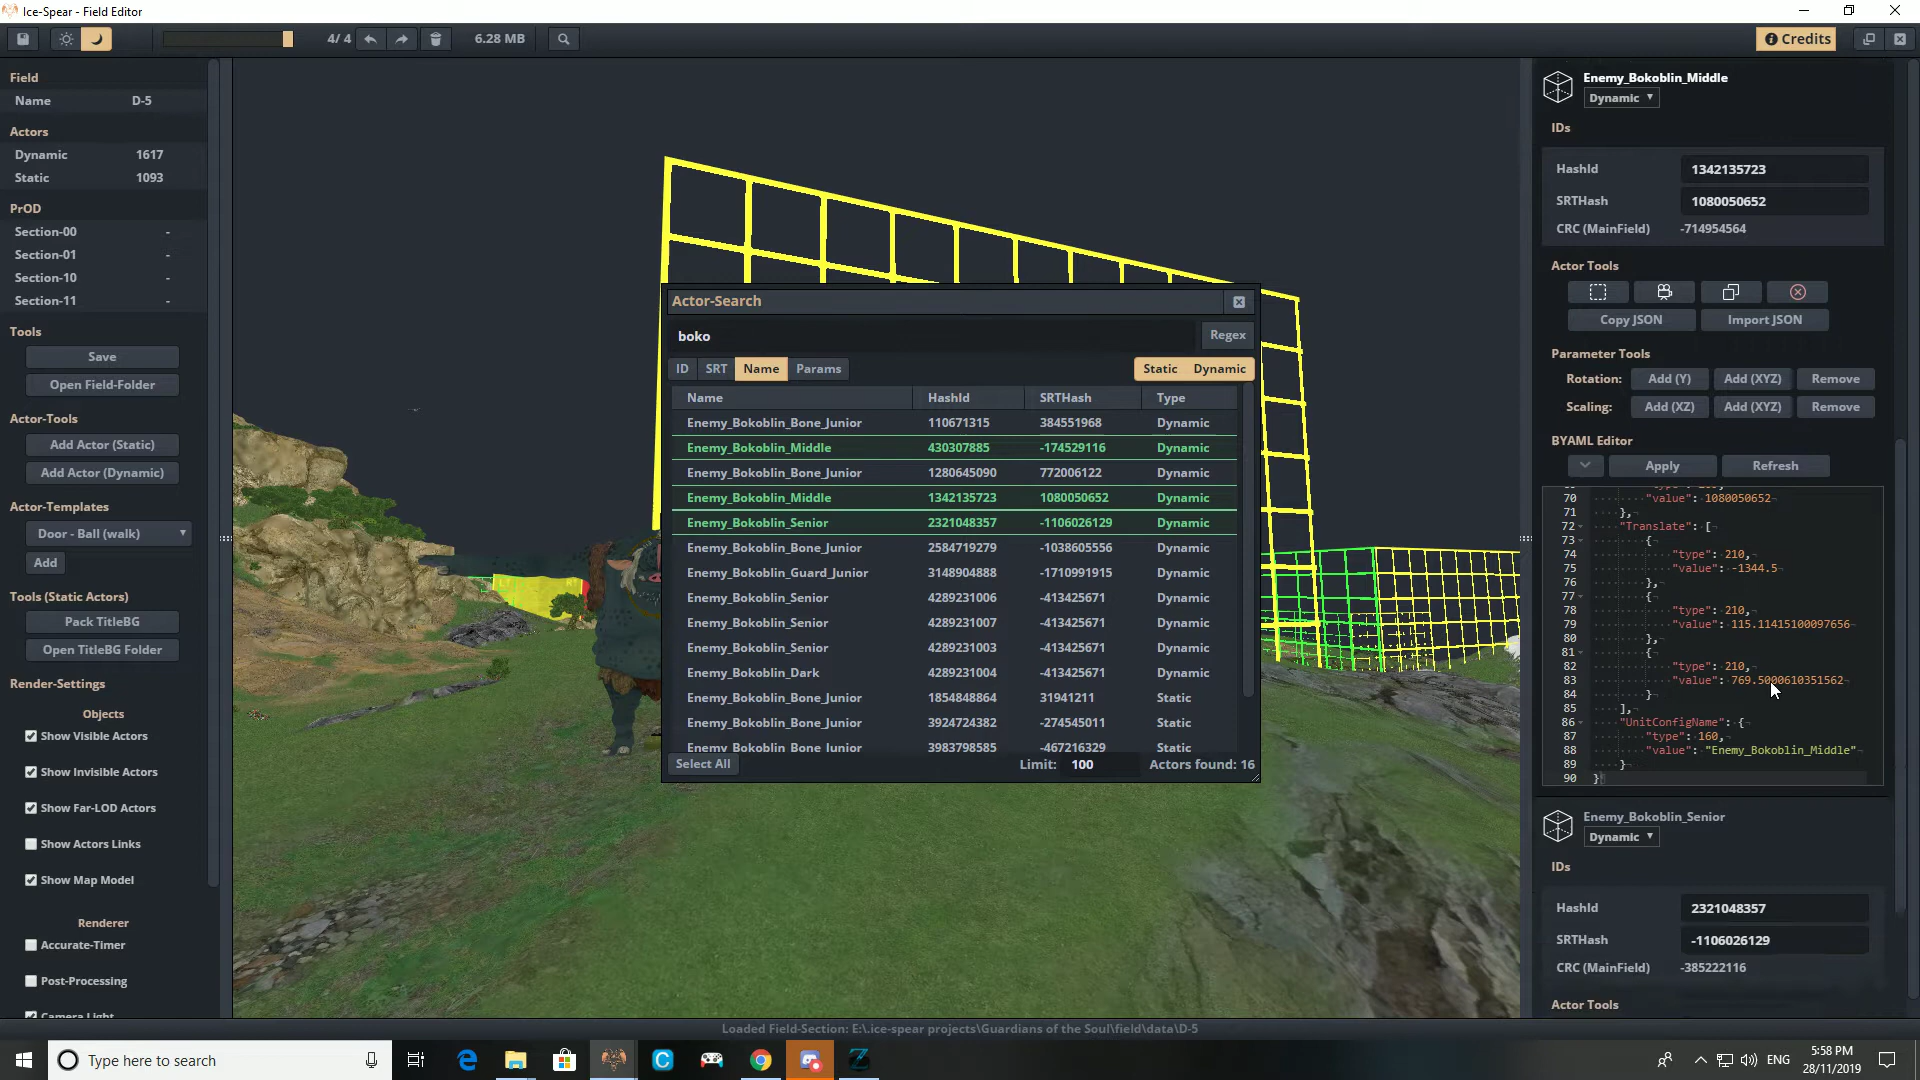 Ice-Spear - Field Editor
4/ 4
6.28 MB
Credits
Field
Name D-5
Actors
Dynamic 1617
Static 1093
PrOD
Section-00 -
Section-01 -
Section-10 -
Section-11 -
Tools
Save
Open Field-Folder
Actor-Tools
Add Actor (Static)
Add Actor (Dynamic)
Actor-Templates
Door - Ball (walk)
Add
Tools (Static Actors)
Pack TitleBG
Open TitleBG Folder
Render-Settings
Objects
Show Visible Actors
Show Invisible Actors
Show Far-LOD Actors
Show Actors Links
Show Map Model
Renderer
Accurate-Timer
Post-Processing
Camera Light
Actor-Search
boko
Regex
ID SRT Name Params Static Dynamic
Name HashId SRTHash Type
Enemy_Bokoblin_Bone_Junior 110671315 384551968 Dynamic
Enemy_Bokoblin_Middle 430307885 -174529116 Dynamic
Enemy_Bokoblin_Bone_Junior 1280645090 772006122 Dynamic
Enemy_Bokoblin_Middle 1342135723 1080050652 Dynamic
Enemy_Bokoblin_Senior 2321048357 -1106026129 Dynamic
Enemy_Bokoblin_Bone_Junior 2584719279 -1038605556 Dynamic
Enemy_Bokoblin_Guard_Junior 3148904888 -1710991915 Dynamic
Enemy_Bokoblin_Senior 4289231006 -413425671 Dynamic
Enemy_Bokoblin_Senior 4289231007 -413425671 Dynamic
Enemy_Bokoblin_Senior 4289231003 -413425671 Dynamic
Enemy_Bokoblin_Dark 4289231004 -413425671 Dynamic
Enemy_Bokoblin_Bone_Junior 1854848864 31941211 Static
Enemy_Bokoblin_Bone_Junior 3924724382 -274545011 Static
Enemy_Bokoblin_Bone_Junior 3983798585 -467216329 Static
Select All Limit: 100 Actors found: 16
Enemy_Bokoblin_Middle
Dynamic
IDs
HashId 1342135723
SRTHash 1080050652
CRC (MainField) -714954564
Actor Tools
Copy JSON Import JSON
Parameter Tools
Rotation: Add (Y) Add (XYZ) Remove
Scaling: Add (XZ) Add (XYZ) Remove
BYAML Editor
Apply Refresh
70 "value": 1080050652
71 },
72 "Translate": [
73 {
74 "type": 210,
75 "value": -1344.5
76 },
77 {
78 "type": 210,
79 "value": 115.11415100097656
80 },
81 {
82 "type": 210,
83 "value": 769.5000610351562
84 }
85 ],
86 "UnitConfigName": {
87 "type": 160,
88 "value": "Enemy_Bokoblin_Middle"
89 }
90 }
Enemy_Bokoblin_Senior
Dynamic
IDs
HashId 2321048357
SRTHash -1106026129
CRC (MainField) -385222116
Actor Tools
Loaded Field-Section: E:\.ice-spear projects\Guardians of the Soul\field\data\D-5
Type here to search
ENG
5:58 PM
28/11/2019